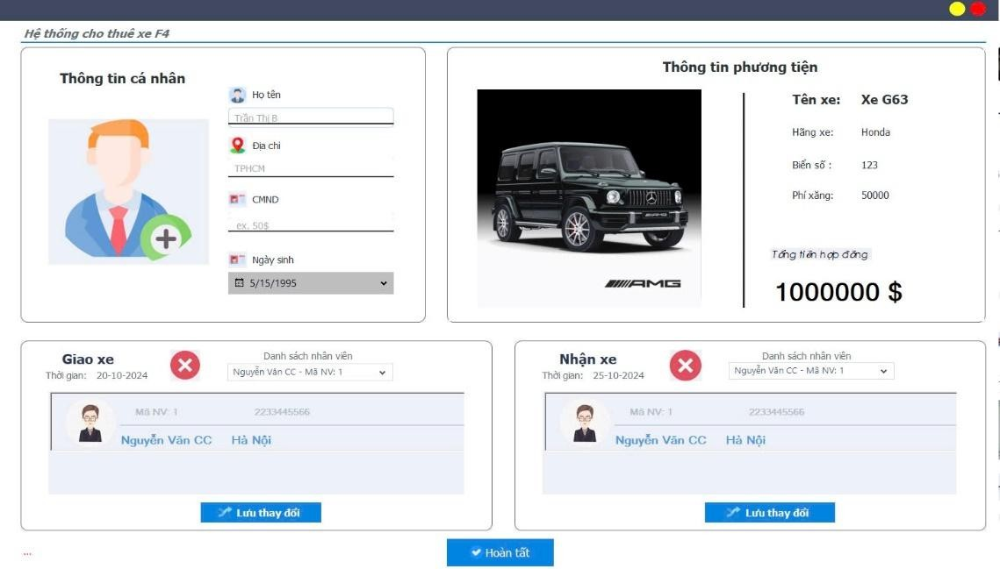 Hệ thống cho thuê xe F4
Thông tin cá nhân
Họ tên
Trần Thị B
Địa chỉ
TPHCM
CMND
ex. 50$
Ngày sinh
5/15/1995
Thông tin phương tiện
AMG
Tên xe: Xe G63
Hãng xe: Honda
Biển số : 123
Phí xăng: 50000
Tổng tiền hợp đồng
1000000 $
Giao xe
Thời gian: 20-10-2024
Danh sách nhân viên
Nguyễn Văn CC - Mã NV: 1
Mã NV: 1 2233445566
Nguyễn Văn CC Hà Nội
Lưu thay đổi
Nhận xe
Thời gian: 25-10-2024
Danh sách nhân viên
Nguyễn Văn CC - Mã NV: 1
Mã NV: 1 2233445566
Nguyễn Văn CC Hà Nội
Lưu thay đổi
...
Hoàn tất